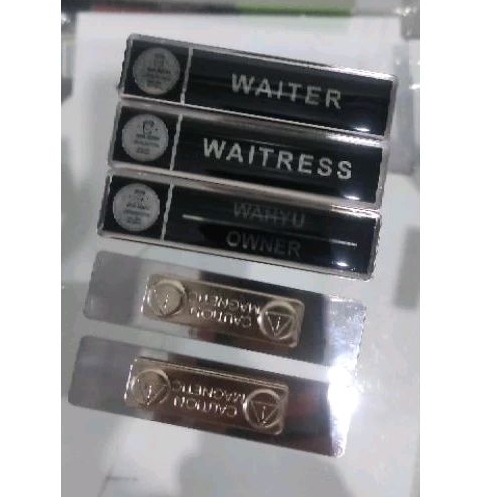 WAITER
WAITRESS
WAHYU
OWNER
CAUTION
MAGNETIC
CAUTION
MAGNETIC